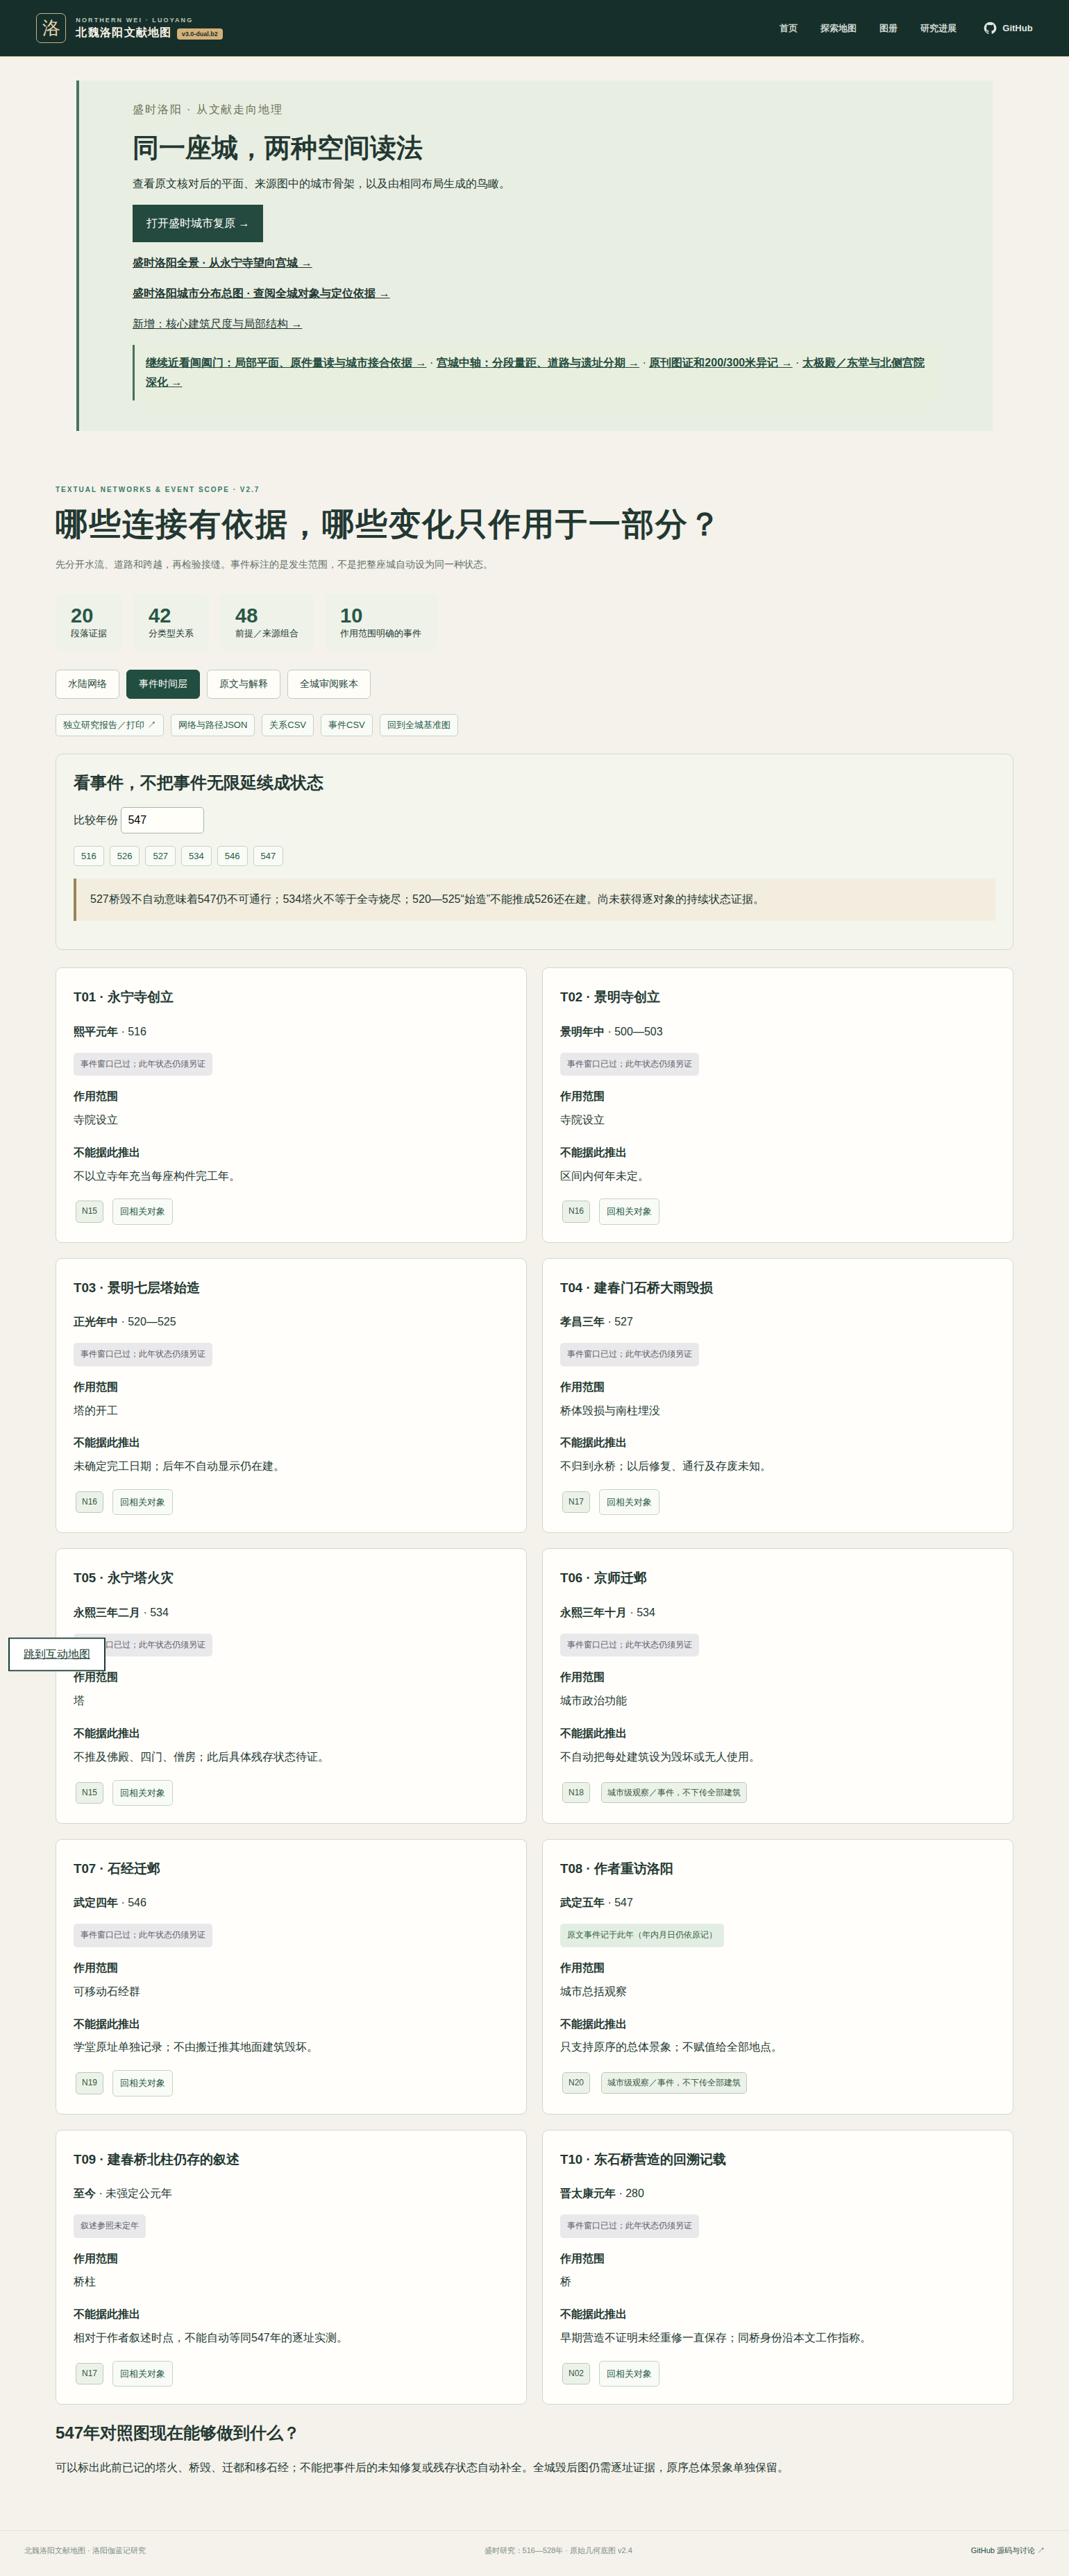 洛
NORTHERN WEI · LUOYANG
北魏洛阳文献地图 v3.0-dual.b2
首页 探索地图 图册 研究进展 GitHub
盛时洛阳 · 从文献走向地理
同一座城，两种空间读法
查看原文核对后的平面、来源图中的城市骨架，以及由相同布局生成的鸟瞰。
打开盛时城市复原 →
盛时洛阳全景 · 从永宁寺望向宫城 →
盛时洛阳城市分布总图 · 查阅全城对象与定位依据 →
新增：核心建筑尺度与局部结构 →
继续近看阊阖门：局部平面、原件量读与城市接合依据 → · 宫城中轴：分段量距、道路与遗址分期 → · 原刊图证和200/300米异记 → · 太极殿／东堂与北侧宫院
深化 →
TEXTUAL NETWORKS & EVENT SCOPE · V2.7
哪些连接有依据，哪些变化只作用于一部分？
先分开水流、道路和跨越，再检验接缝。事件标注的是发生范围，不是把整座城自动设为同一种状态。
20 42 48 10
段落证据 分类型关系 前提／来源组合 作用范围明确的事件
水陆网络 事件时间层 原文与解释 全城审阅账本
独立研究报告／打印 ↗ 网络与路径JSON 关系CSV 事件CSV 回到全城基准图
看事件，不把事件无限延续成状态
比较年份 547
516 526 527 534 546 547
527桥毁不自动意味着547仍不可通行；534塔火不等于全寺烧尽；520—525“始造”不能推成526还在建。尚未获得逐对象的持续状态证据。
T01 · 永宁寺创立
熙平元年 · 516
事件窗口已过；此年状态仍须另证
作用范围
寺院设立
不能据此推出
不以立寺年充当每座构件完工年。
N15 回相关对象
T02 · 景明寺创立
景明年中 · 500—503
事件窗口已过；此年状态仍须另证
作用范围
寺院设立
不能据此推出
区间内何年未定。
N16 回相关对象
T03 · 景明七层塔始造
正光年中 · 520—525
事件窗口已过；此年状态仍须另证
作用范围
塔的开工
不能据此推出
未确定完工日期；后年不自动显示仍在建。
N16 回相关对象
T04 · 建春门石桥大雨毁损
孝昌三年 · 527
事件窗口已过；此年状态仍须另证
作用范围
桥体毁损与南柱埋没
不能据此推出
不归到永桥；以后修复、通行及存废未知。
N17 回相关对象
T05 · 永宁塔火灾
永熙三年二月 · 534
口已过；此年状态仍须另证
跳到互动地图
作用范围
塔
不能据此推出
不推及佛殿、四门、僧房；此后具体残存状态待证。
N15 回相关对象
T06 · 京师迁邺
永熙三年十月 · 534
事件窗口已过；此年状态仍须另证
作用范围
城市政治功能
不能据此推出
不自动把每处建筑设为毁坏或无人使用。
N18 城市级观察／事件，不下传全部建筑
T07 · 石经迁邺
武定四年 · 546
事件窗口已过；此年状态仍须另证
作用范围
可移动石经群
不能据此推出
学堂原址单独记录；不由搬迁推其地面建筑毁坏。
N19 回相关对象
T08 · 作者重访洛阳
武定五年 · 547
原文事件记于此年（年内月日仍依原记）
作用范围
城市总括观察
不能据此推出
只支持原序的总体景象；不赋值给全部地点。
N20 城市级观察／事件，不下传全部建筑
T09 · 建春桥北柱仍存的叙述
至今 · 未强定公元年
叙述参照未定年
作用范围
桥柱
不能据此推出
相对于作者叙述时点，不能自动等同547年的逐址实测。
N17 回相关对象
T10 · 东石桥营造的回溯记载
晋太康元年 · 280
事件窗口已过；此年状态仍须另证
作用范围
桥
不能据此推出
早期营造不证明未经重修一直保存；同桥身份沿本文工作指称。
N02 回相关对象
547年对照图现在能够做到什么？
可以标出此前已记的塔火、桥毁、迁都和移石经；不能把事件后的未知修复或残存状态自动补全。全城毁后图仍需逐址证据，原序总体景象单独保留。
北魏洛阳文献地图 · 洛阳伽蓝记研究 盛时研究：516—528年 · 原始几何底图 v2.4 GitHub 源码与讨论 ↗